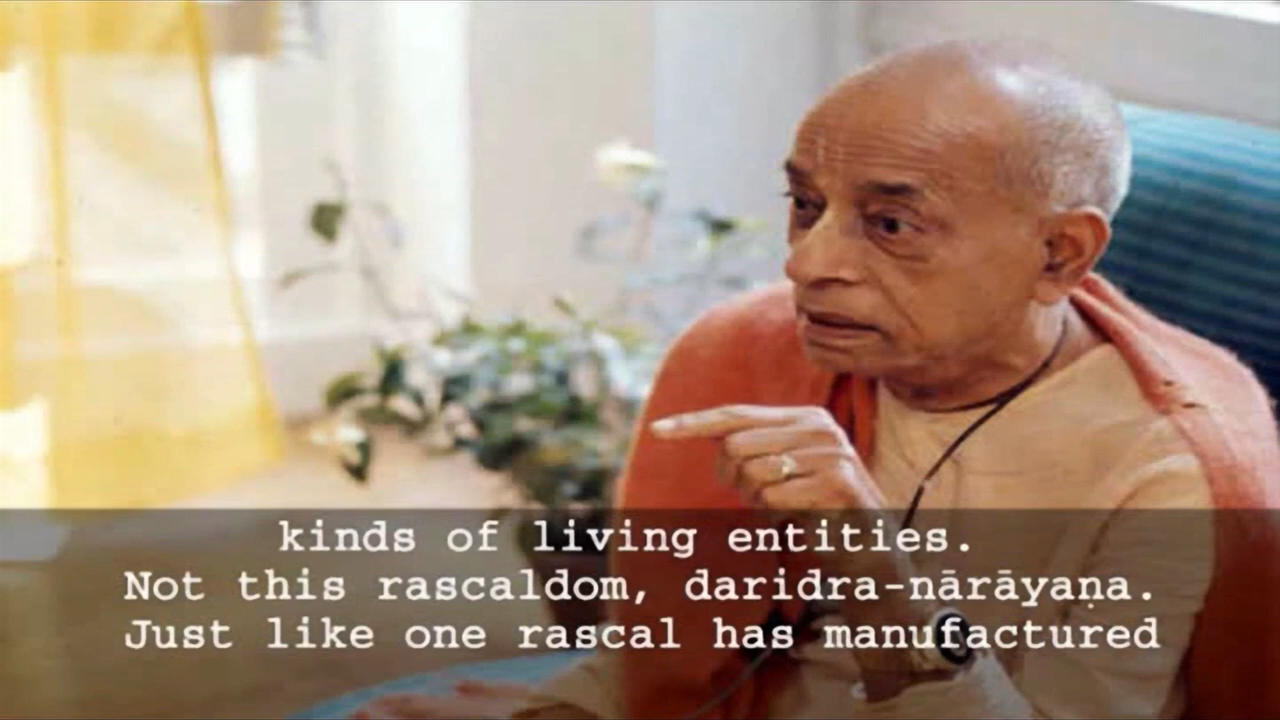 kinds of living entities.
Not this rascaldom, daridra-nārāyaṇa.
Just like one rascal has manufactured